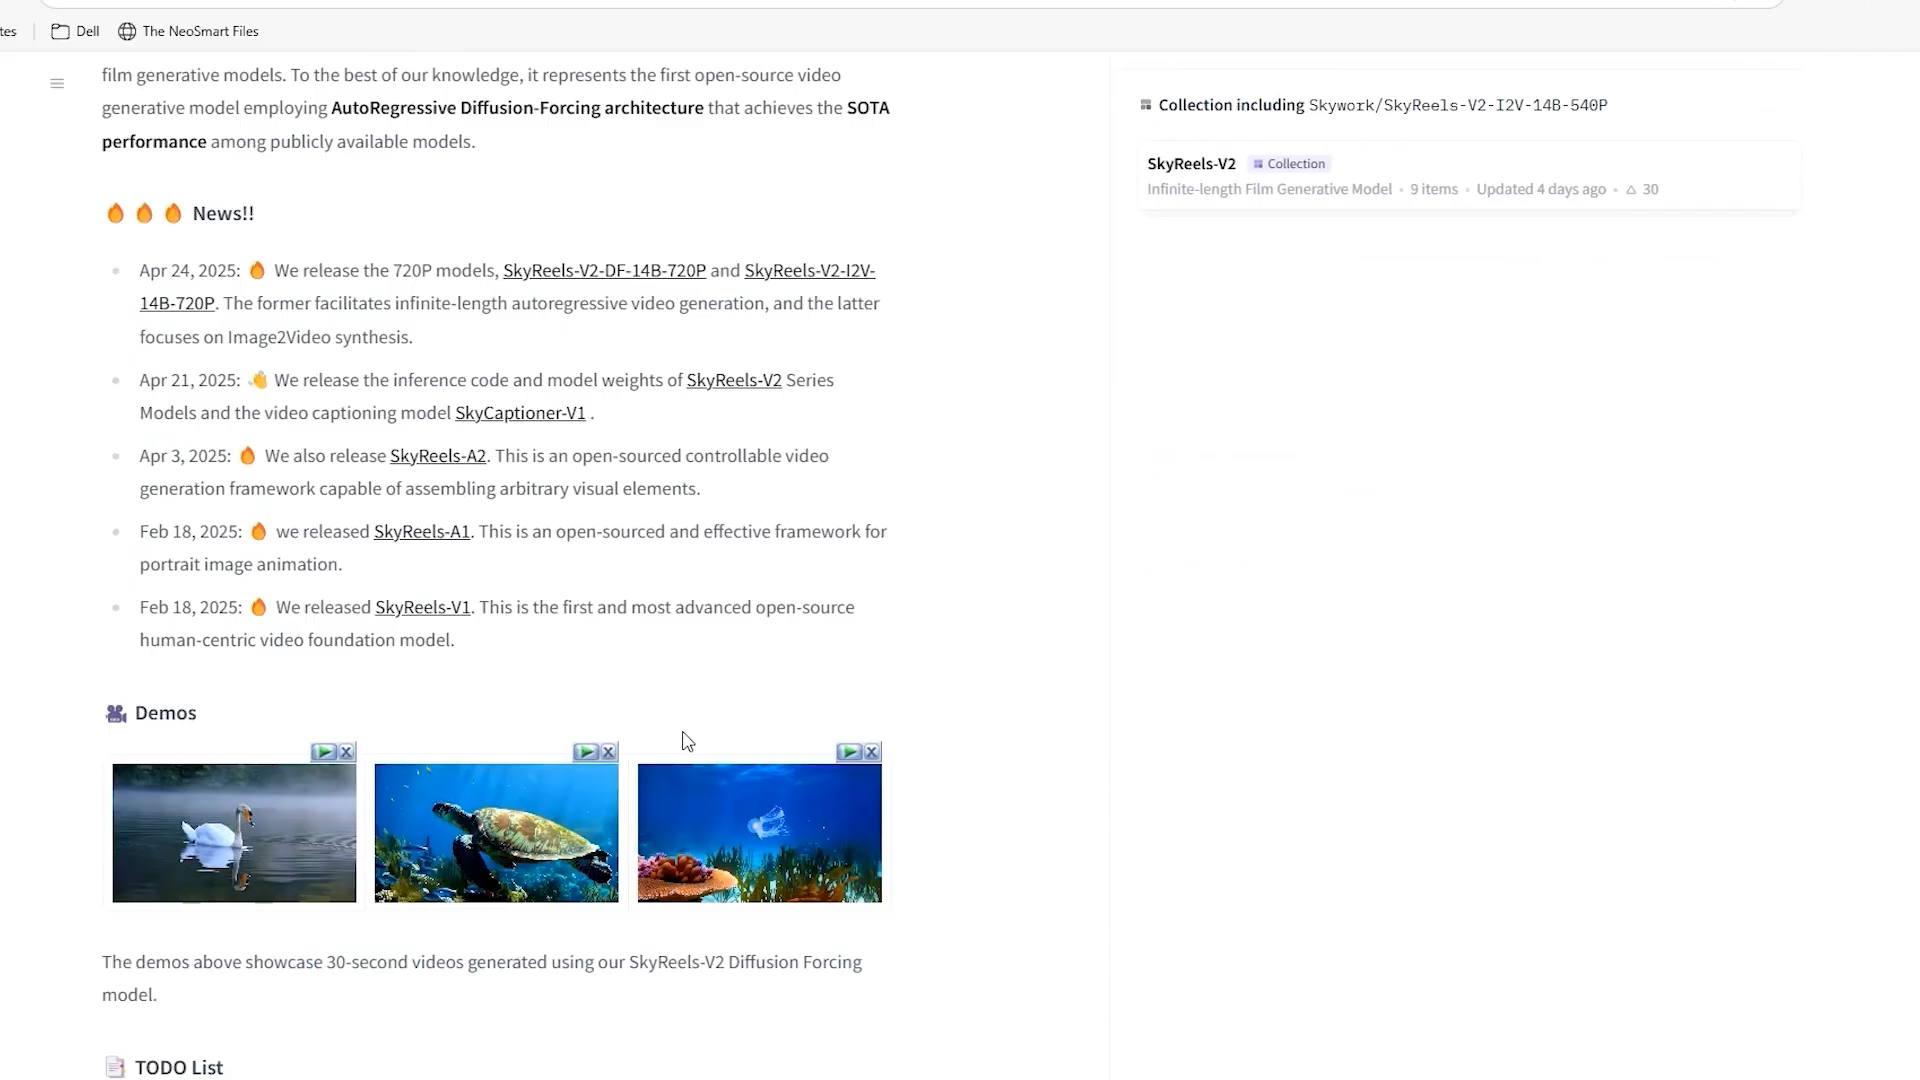 tes
Dell
The NeoSmart Files
film generative models. To the best of our knowledge, it represents the first open-source video
generative model employing AutoRegressive Diffusion-Forcing architecture that achieves the SOTA
performance among publicly available models.
🔥 🔥 🔥 News!!
Apr 24, 2025: 🔥 We release the 720P models, SkyReels-V2-DF-14B-720P and SkyReels-V2-I2V-
14B-720P. The former facilitates infinite-length autoregressive video generation, and the latter
focuses on Image2Video synthesis.
Apr 21, 2025: 👋 We release the inference code and model weights of SkyReels-V2 Series
Models and the video captioning model SkyCaptioner-V1 .
Apr 3, 2025: 🔥 We also release SkyReels-A2. This is an open-sourced controllable video
generation framework capable of assembling arbitrary visual elements.
Feb 18, 2025: 🔥 we released SkyReels-A1. This is an open-sourced and effective framework for
portrait image animation.
Feb 18, 2025: 🔥 We released SkyReels-V1. This is the first and most advanced open-source
human-centric video foundation model.
🎥 Demos
The demos above showcase 30-second videos generated using our SkyReels-V2 Diffusion Forcing
model.
📑 TODO List
Collection including Skywork/SkyReels-V2-I2V-14B-540P
SkyReels-V2 Collection
Infinite-length Film Generative Model • 9 items • Updated 4 days ago • △ 30